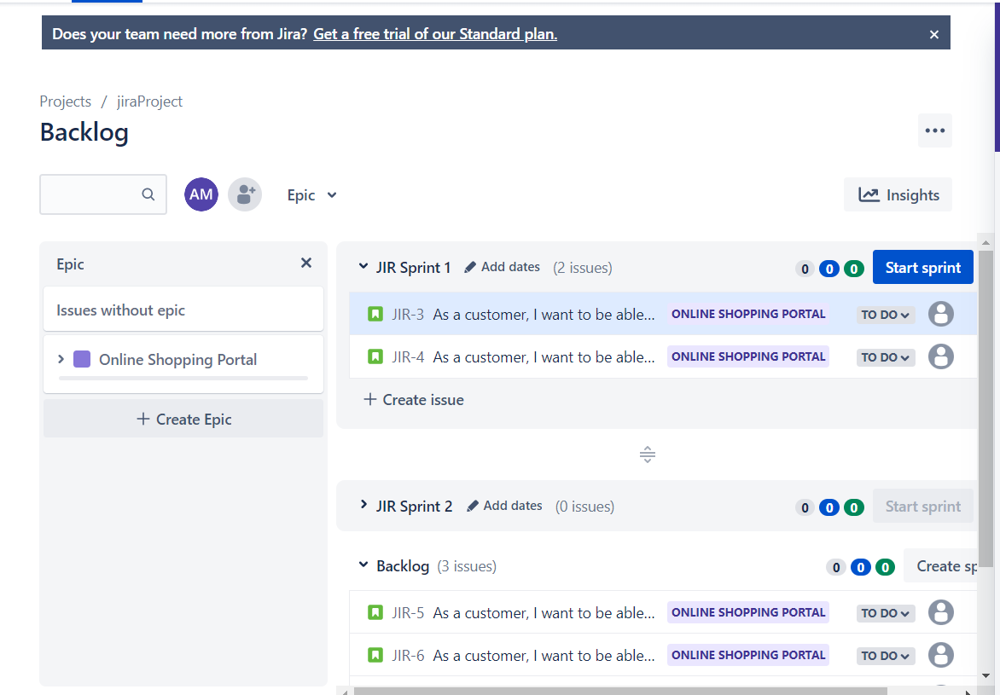 Does your team need more from Jira? Get a free trial of our Standard plan.
Projects / jiraProject
Backlog
AM
Epic
Insights
Epic
Issues without epic
Online Shopping Portal
+ Create Epic
JIR Sprint 1 Add dates (2 issues) 0 0 0 Start sprint
JIR-3 As a customer, I want to be able... ONLINE SHOPPING PORTAL TO DO
JIR-4 As a customer, I want to be able... ONLINE SHOPPING PORTAL TO DO
+ Create issue
JIR Sprint 2 Add dates (0 issues) 0 0 0 Start sprint
Backlog (3 issues) 0 0 0 Create sp
JIR-5 As a customer, I want to be able... ONLINE SHOPPING PORTAL TO DO
JIR-6 As a customer, I want to be able... ONLINE SHOPPING PORTAL TO DO